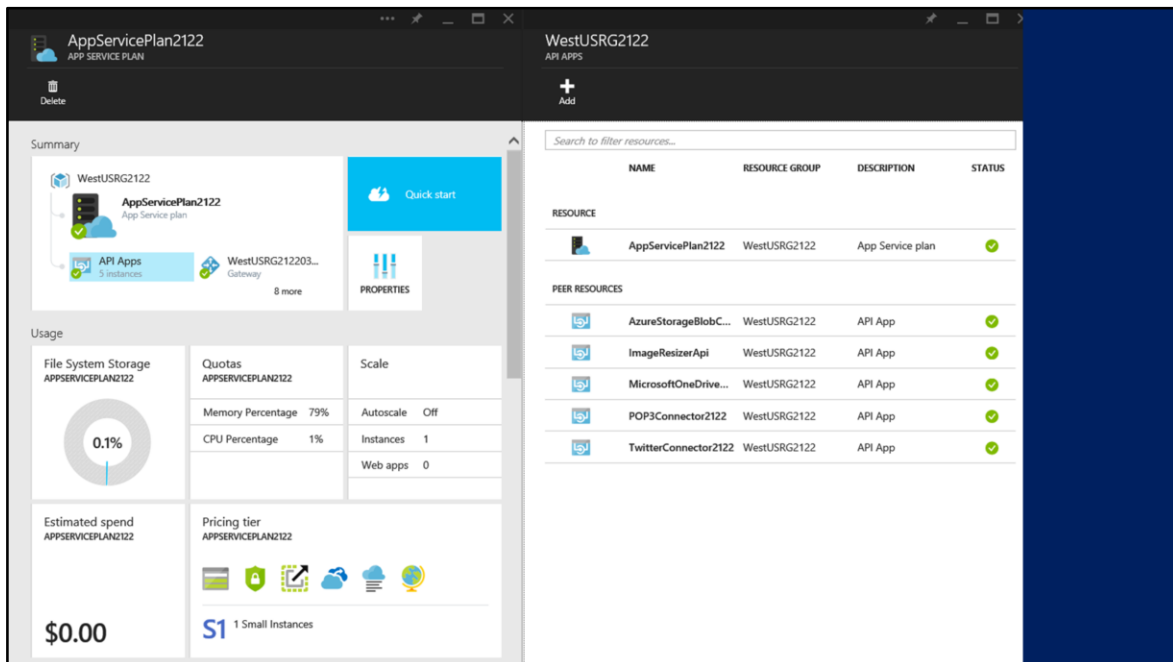 AppServicePlan2122
APP SERVICE PLAN
Delete
Summary
WestUSRG2122
AppServicePlan2122
App Service plan
API Apps
5 instances
WestUSRG212203...
Gateway
8 more
Quick start
PROPERTIES
Usage
File System Storage
APPSERVICEPLAN2122
0.1%
Quotas
APPSERVICEPLAN2122
Memory Percentage 79%
CPU Percentage 1%
Scale
Autoscale Off
Instances 1
Web apps 0
Estimated spend
APPSERVICEPLAN2122
$0.00
Pricing tier
APPSERVICEPLAN2122
S1 1 Small Instances
WestUSRG2122
API APPS
Add
Search to filter resources...
NAME RESOURCE GROUP DESCRIPTION STATUS
RESOURCE
AppServicePlan2122 WestUSRG2122 App Service plan
PEER RESOURCES
AzureStorageBlobC... WestUSRG2122 API App
ImageResizerApi WestUSRG2122 API App
MicrosoftOneDrive... WestUSRG2122 API App
POP3Connector2122 WestUSRG2122 API App
TwitterConnector2122 WestUSRG2122 API App